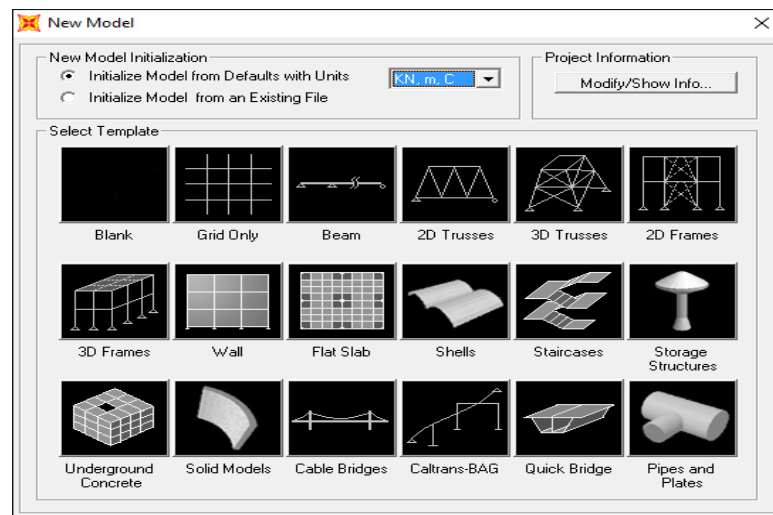 New Model
New Model Initialization
Initialize Model from Defaults with Units
KN, m, C
Initialize Model from an Existing File
Project Information
Modify/Show Info...
Select Template
Blank
Grid Only
Beam
2D Trusses
3D Trusses
2D Frames
3D Frames
Wall
Flat Slab
Shells
Staircases
Storage
Structures
Underground
Concrete
Solid Models
Cable Bridges
Caltrans-BAG
Quick Bridge
Pipes and
Plates